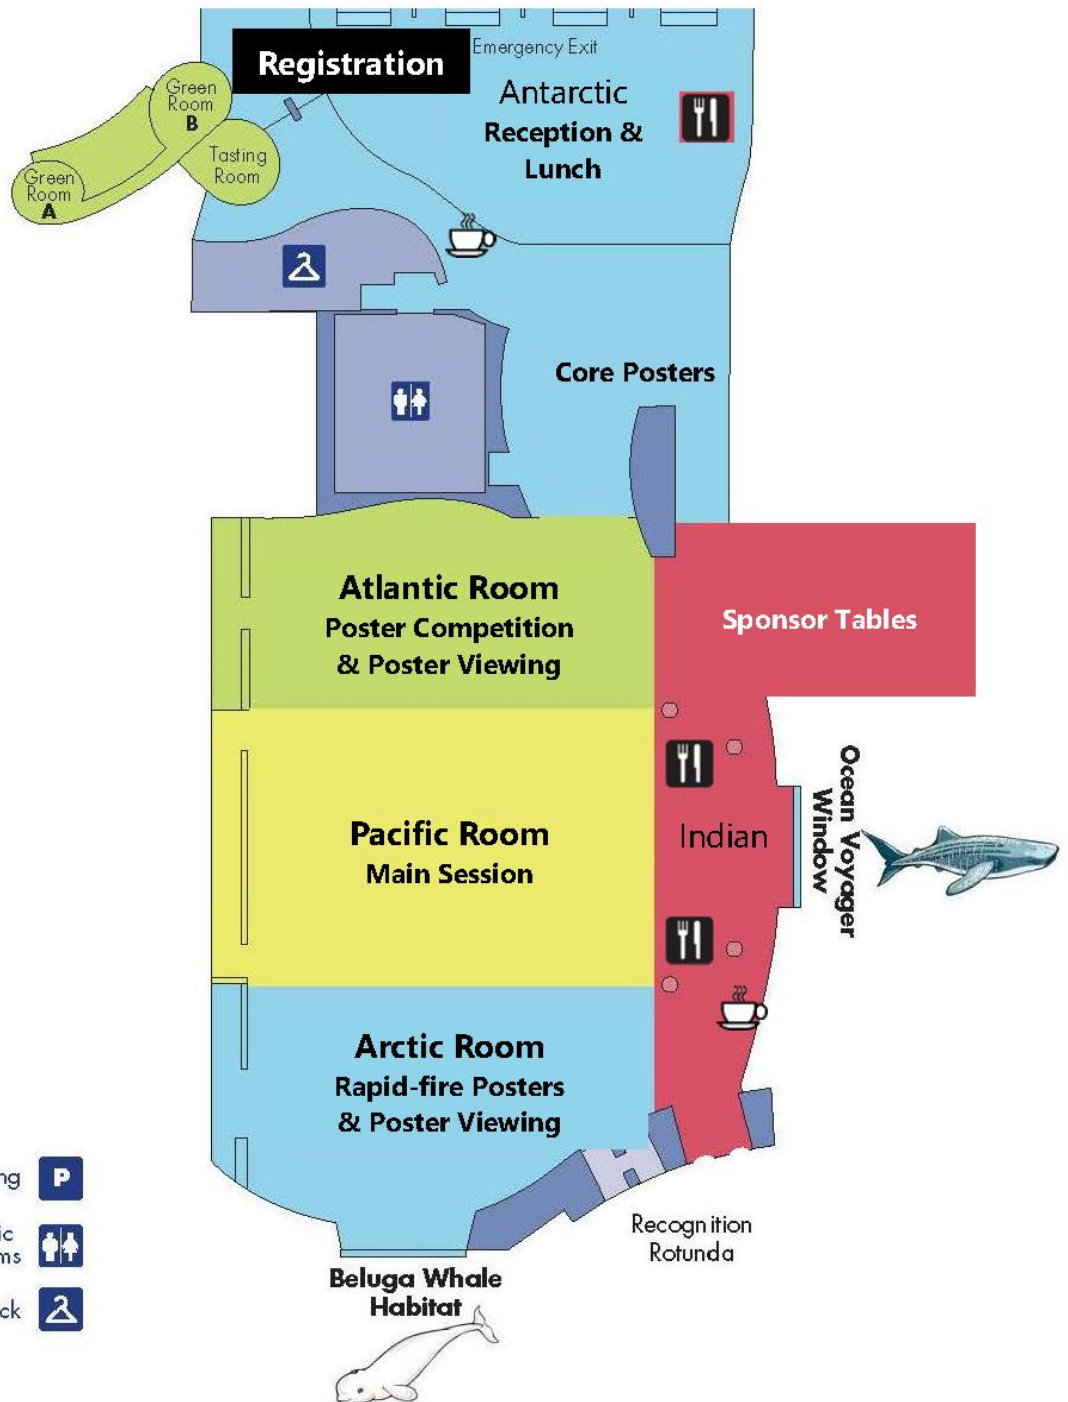 Registration
Emergency Exit
Antarctic
Reception &
Lunch
Green
Room
B
Tasting
Room
Green
Room
A
Core Posters
Atlantic Room
Poster Competition
& Poster Viewing
Sponsor Tables
Pacific Room
Main Session
Indian
Ocean Voyager
Window
Arctic Room
Rapid-fire Posters
& Poster Viewing
Recognition
Rotunda
Beluga Whale
Habitat
P